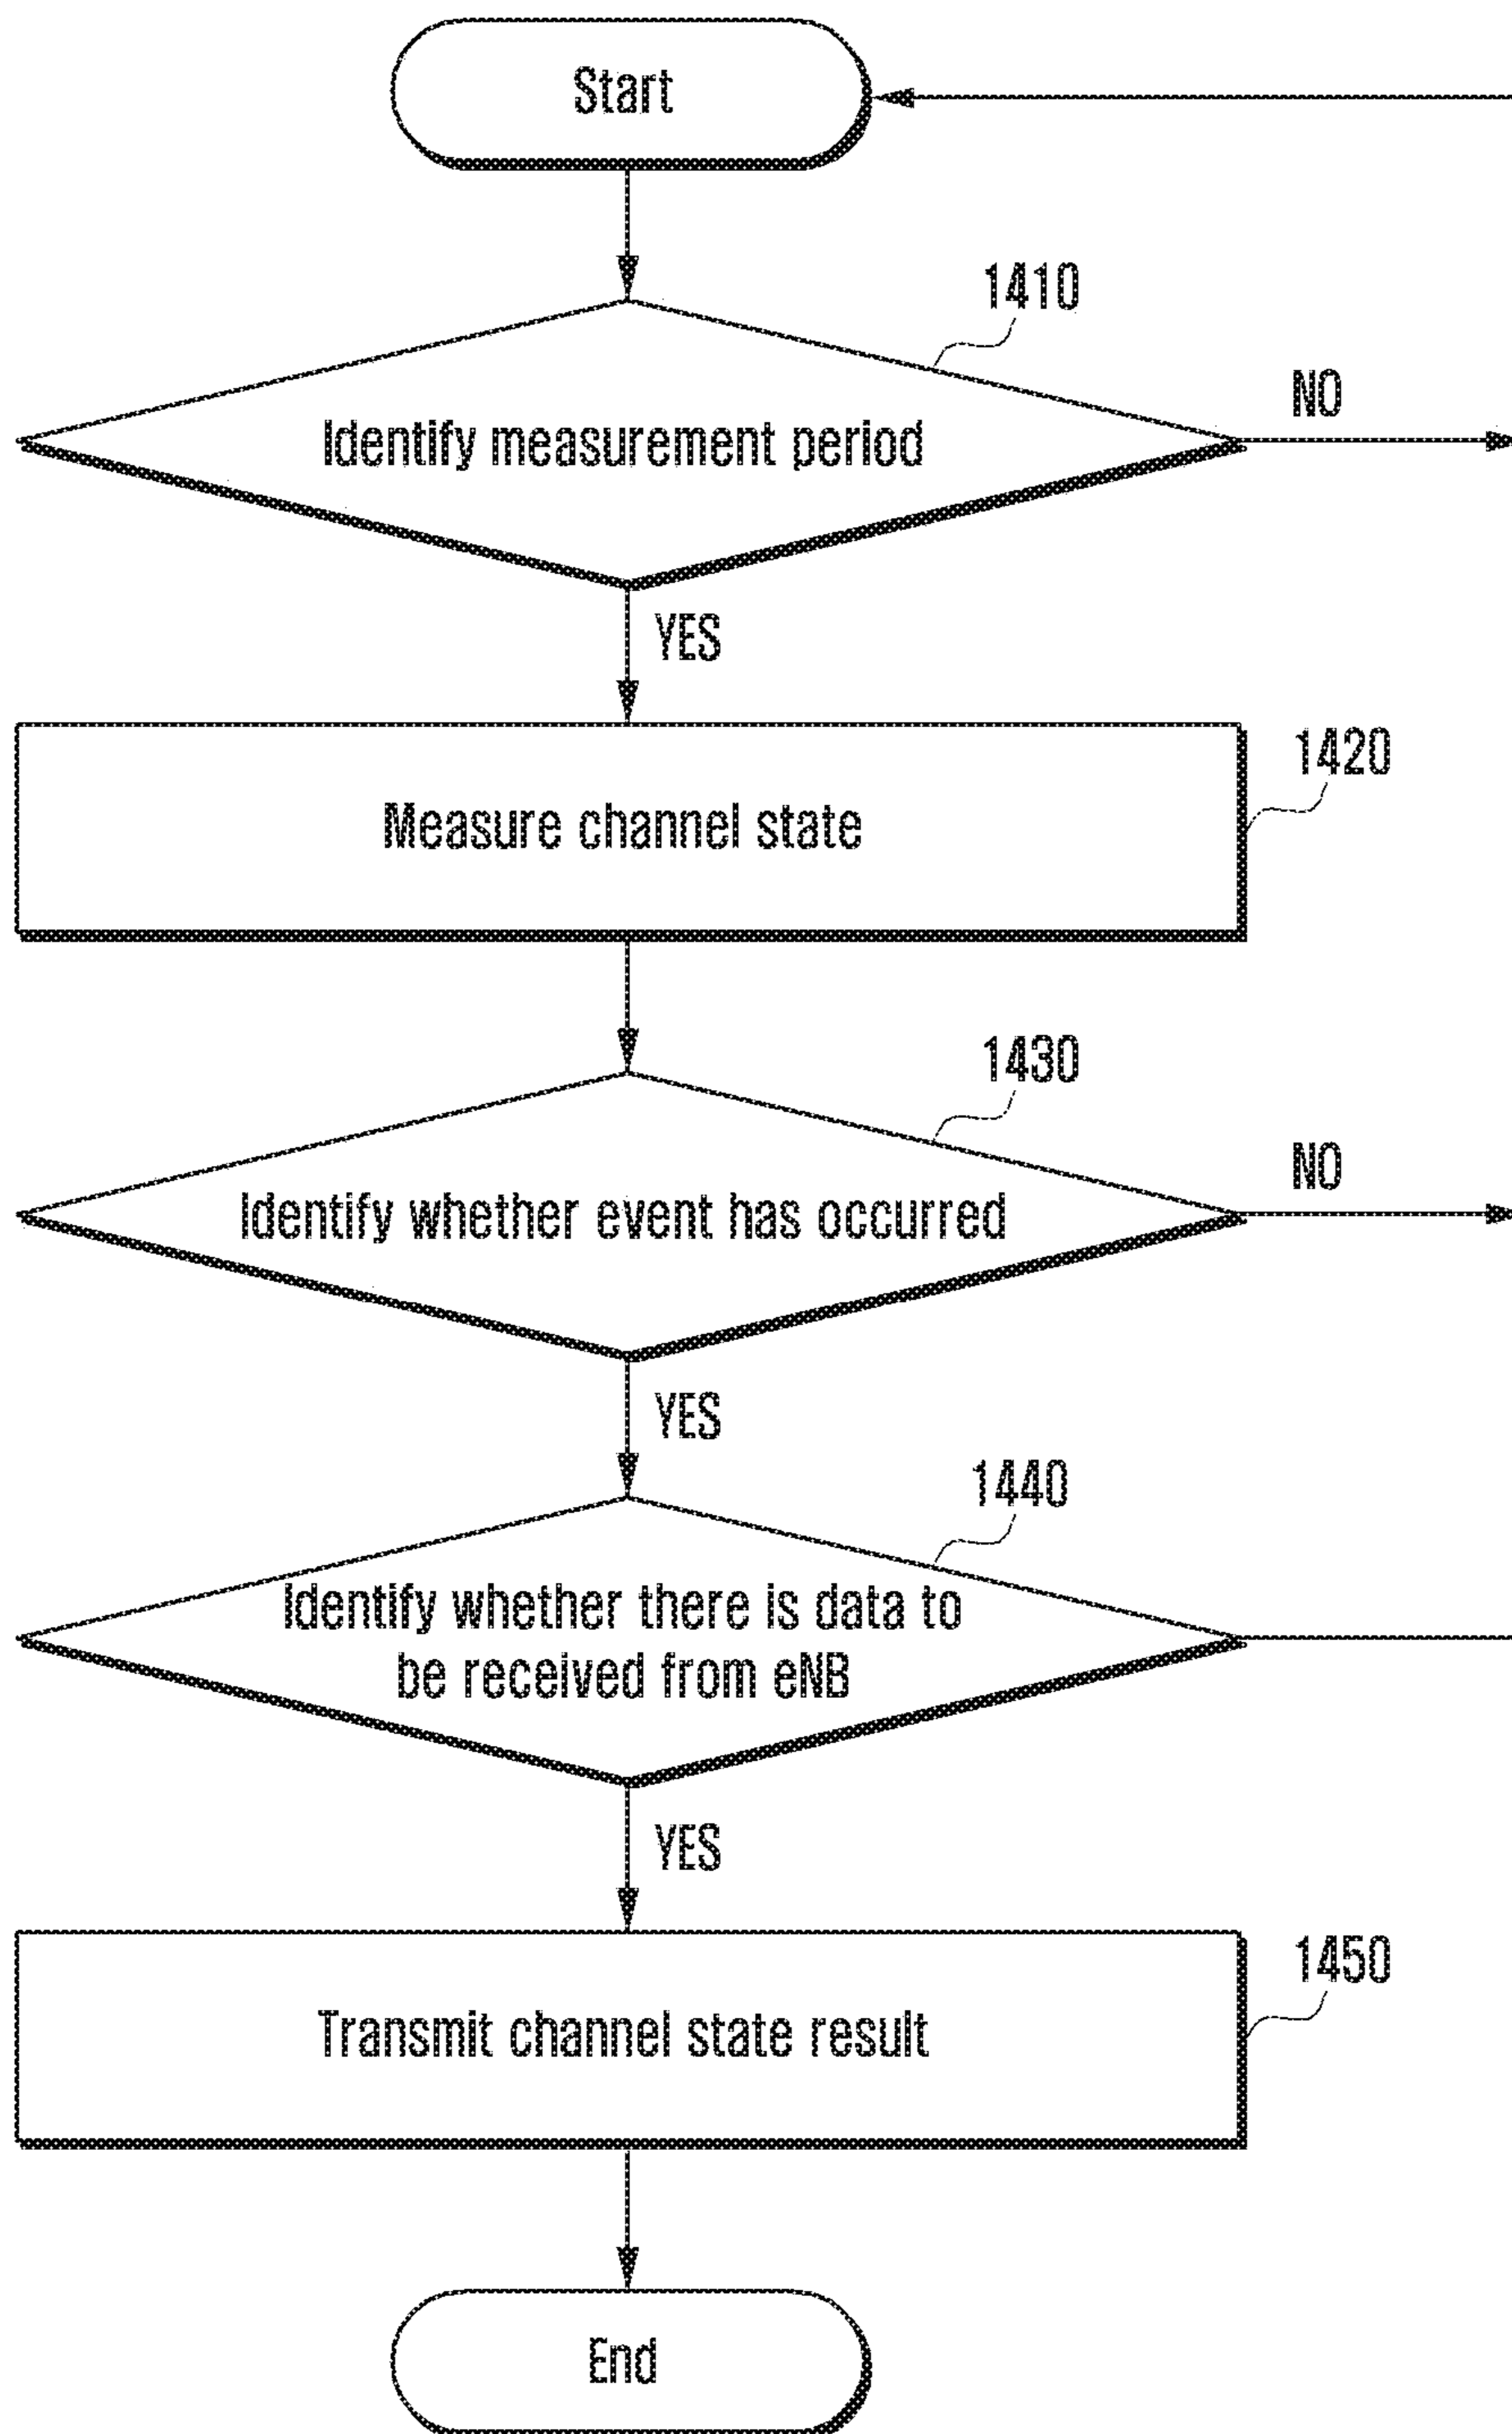 Start
1410
Identify measurement period
NO
YES
1420
Measure channel state
1430
Identify whether event has occurred
NO
YES
1440
Identify whether there is data to
be received from eNB
YES
1450
Transmit channel state result
End